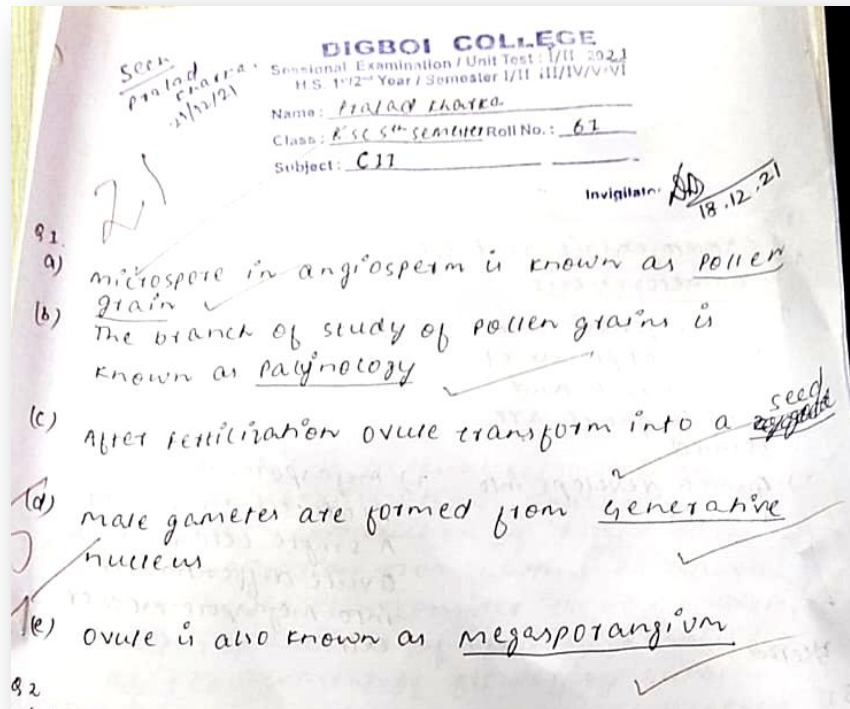 DIGBOI COLLEGE
Sessional Examination / Unit Test : I/II 2021
H.S. 1st/2nd Year / Semester I/II III/IV/V-VI
Seen
Pralad
Kharka.
21/12/21
Name : Pralad Kharka
Class : BSc 5th semester Roll No. : 61
Subject : C11
Invigilator
18.12.21
21
Q1.
a) microspore in angiosperm is known as pollen
grain
(b) The branch of study of pollen grains is
known as palynology
(c) After fertilization ovule transform into a seed
(d) male gametes are formed from generative
nucleus
(e) ovule is also known as megasporangium
Q2